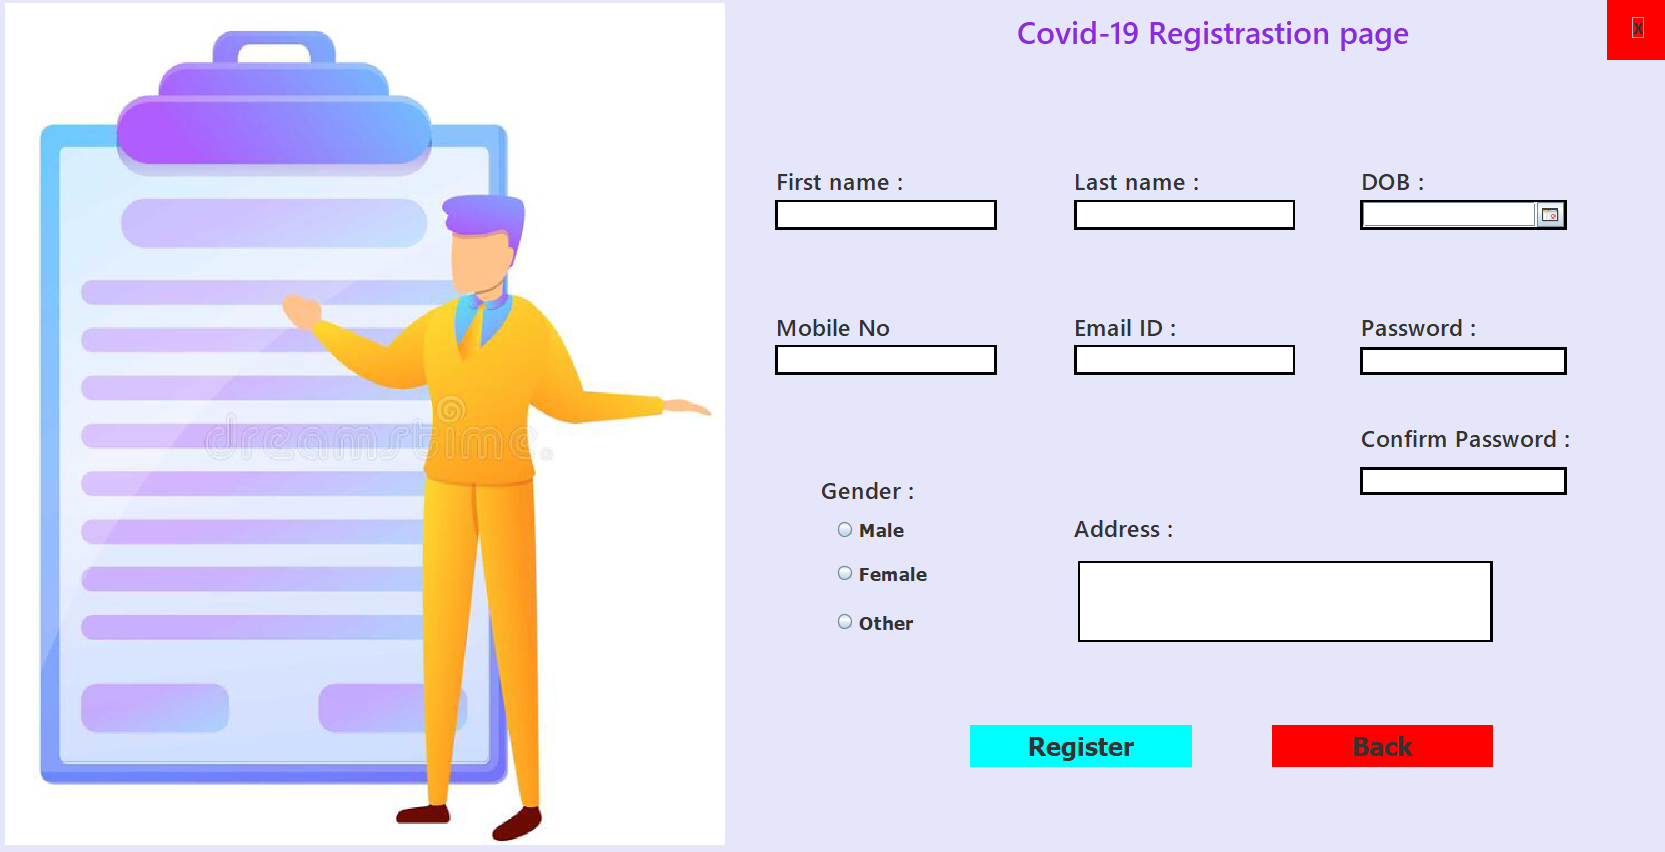 Covid-19 Registrastion page
X
First name :
Last name :
DOB :
Mobile No
Email ID :
Password :
Confirm Password :
Gender :
Male
Female
Other
Address :
Register
Back
dreamstime.